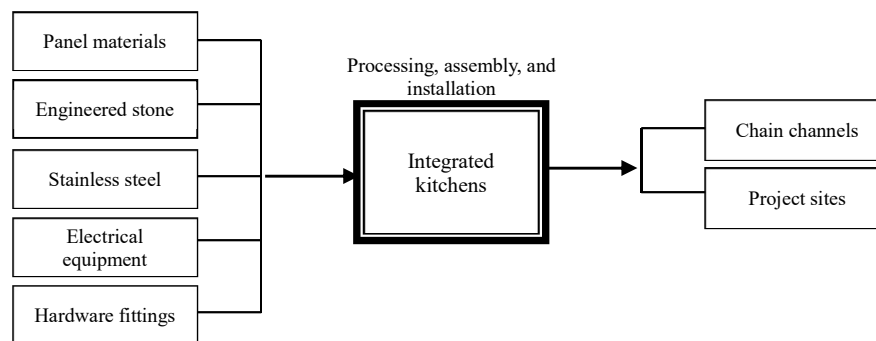 Panel materials
Engineered stone
Stainless steel
Electrical
equipment
Hardware fittings
Processing, assembly, and
installation
Integrated
kitchens
Chain channels
Project sites